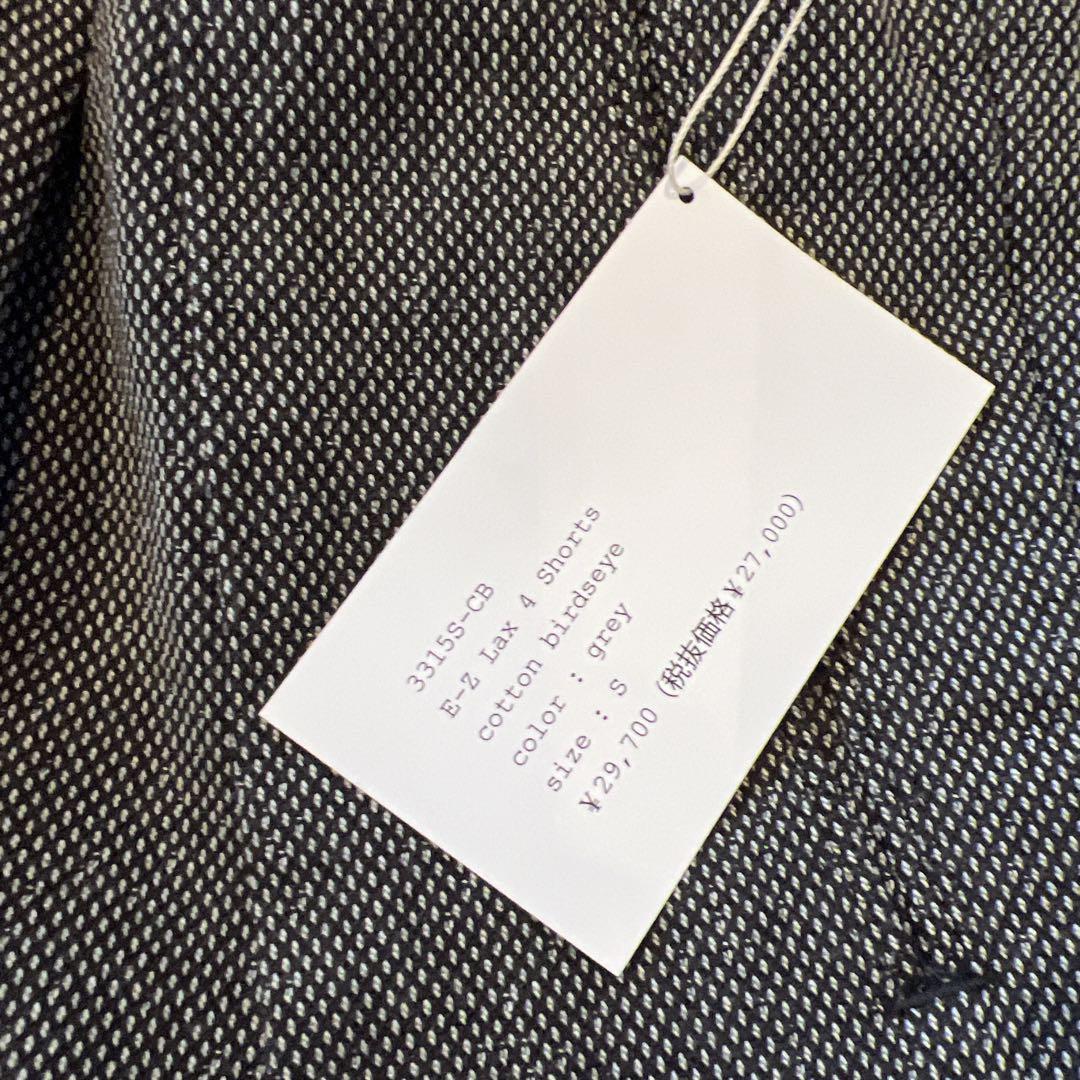 3315S-CB
E-Z Lax 4 Shorts
cotton birdseye
color : grey
size : S
¥29,700 (税抜価格¥27,000)